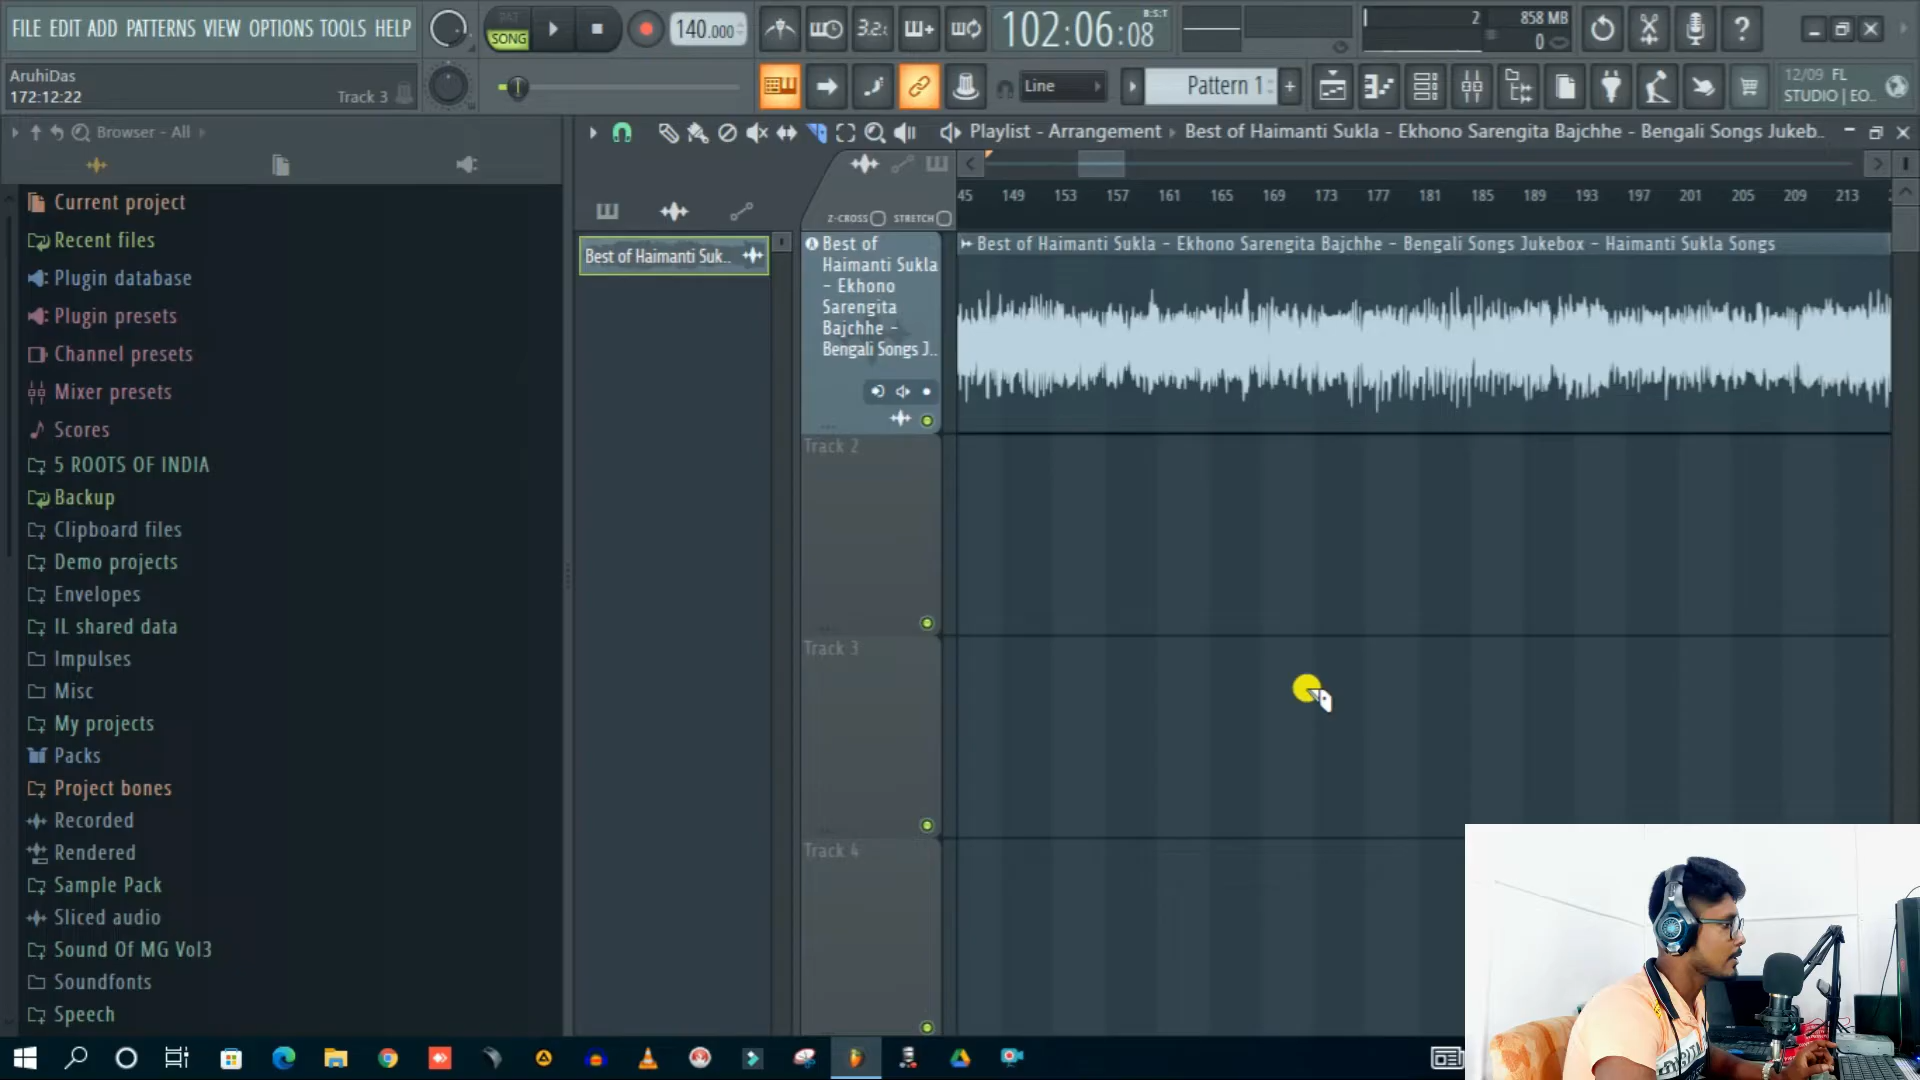 FILE EDIT ADD PATTERNS VIEW OPTIONS TOOLS HELP
PAT
SONG
140.000
3.2:
102:06:08
B:S:T
2
858 MB
0
AruhiDas
172:12:22
Track 3
Line
Pattern 1
12/09 FL
STUDIO | EO..
Browser - All
Playlist - Arrangement
Best of Haimanti Sukla - Ekhono Sarengita Bajchhe - Bengali Songs Jukeb..
Current project
Recent files
Plugin database
Plugin presets
Channel presets
Mixer presets
Scores
5 ROOTS OF INDIA
Backup
Clipboard files
Demo projects
Envelopes
IL shared data
Impulses
Misc
My projects
Packs
Project bones
Recorded
Rendered
Sample Pack
Sliced audio
Sound Of MG Vol3
Soundfonts
Speech
Best of Haimanti Suk..
Z-CROSS
STRETCH
45 149 153 157 161 165 169 173 177 181 185 189 193 197 201 205 209 213
Best of
Haimanti Sukla
- Ekhono
Sarengita
Bajchhe -
Bengali Songs J..
Best of Haimanti Sukla - Ekhono Sarengita Bajchhe - Bengali Songs Jukebox - Haimanti Sukla Songs
Track 2
Track 3
Track 4